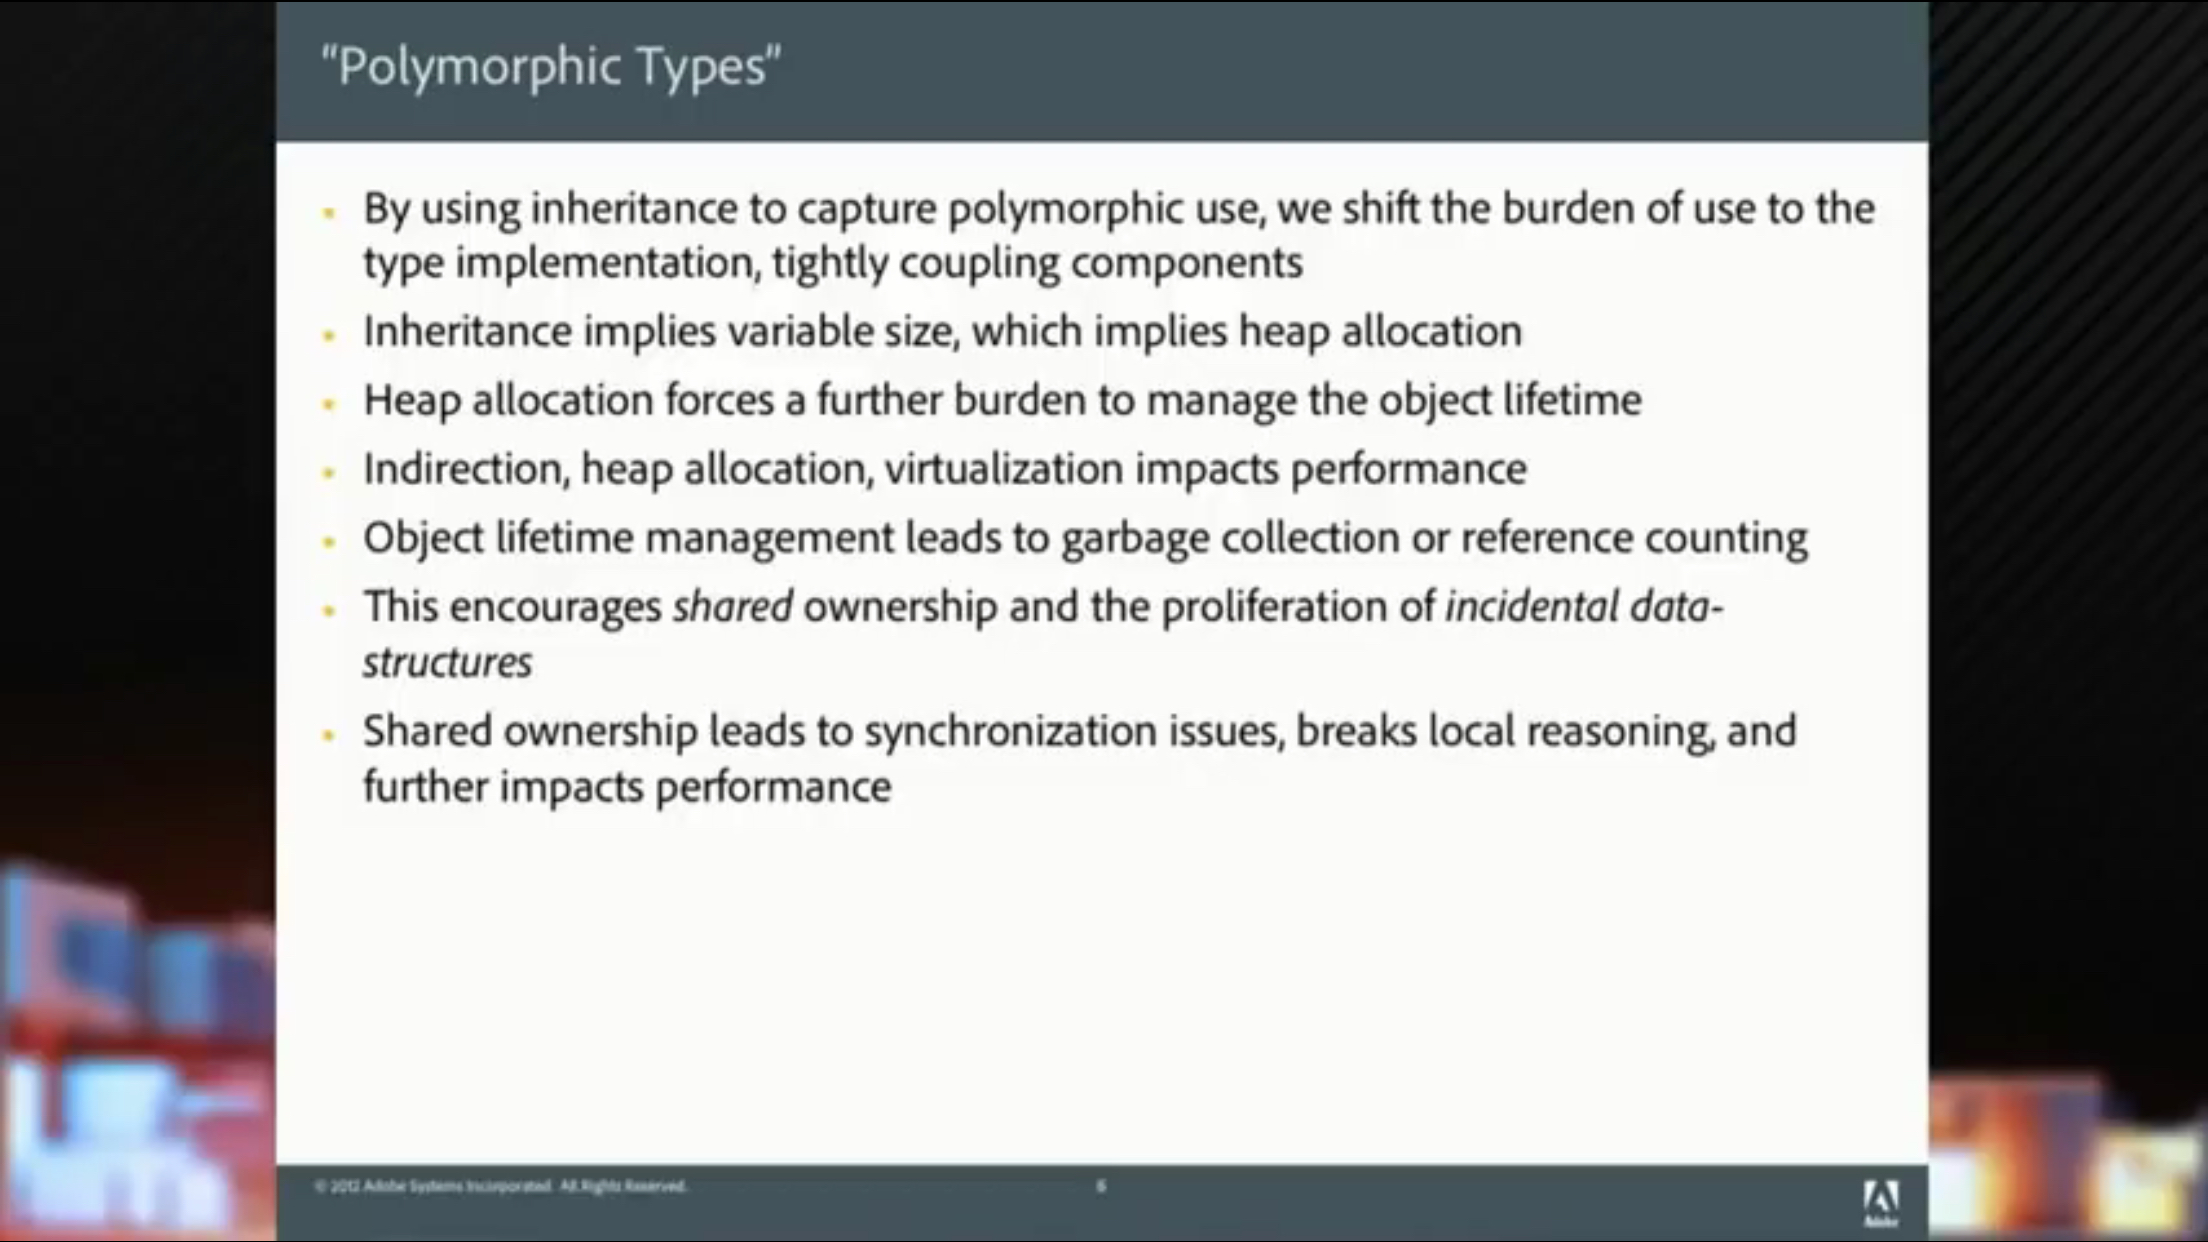 "Polymorphic Types"
▪ By using inheritance to capture polymorphic use, we shift the burden of use to the
type implementation, tightly coupling components
▪ Inheritance implies variable size, which implies heap allocation
▪ Heap allocation forces a further burden to manage the object lifetime
▪ Indirection, heap allocation, virtualization impacts performance
▪ Object lifetime management leads to garbage collection or reference counting
▪ This encourages shared ownership and the proliferation of incidental data-
structures
▪ Shared ownership leads to synchronization issues, breaks local reasoning, and
further impacts performance
© 2012 Adobe Systems Incorporated. All Rights Reserved.
6
Adobe